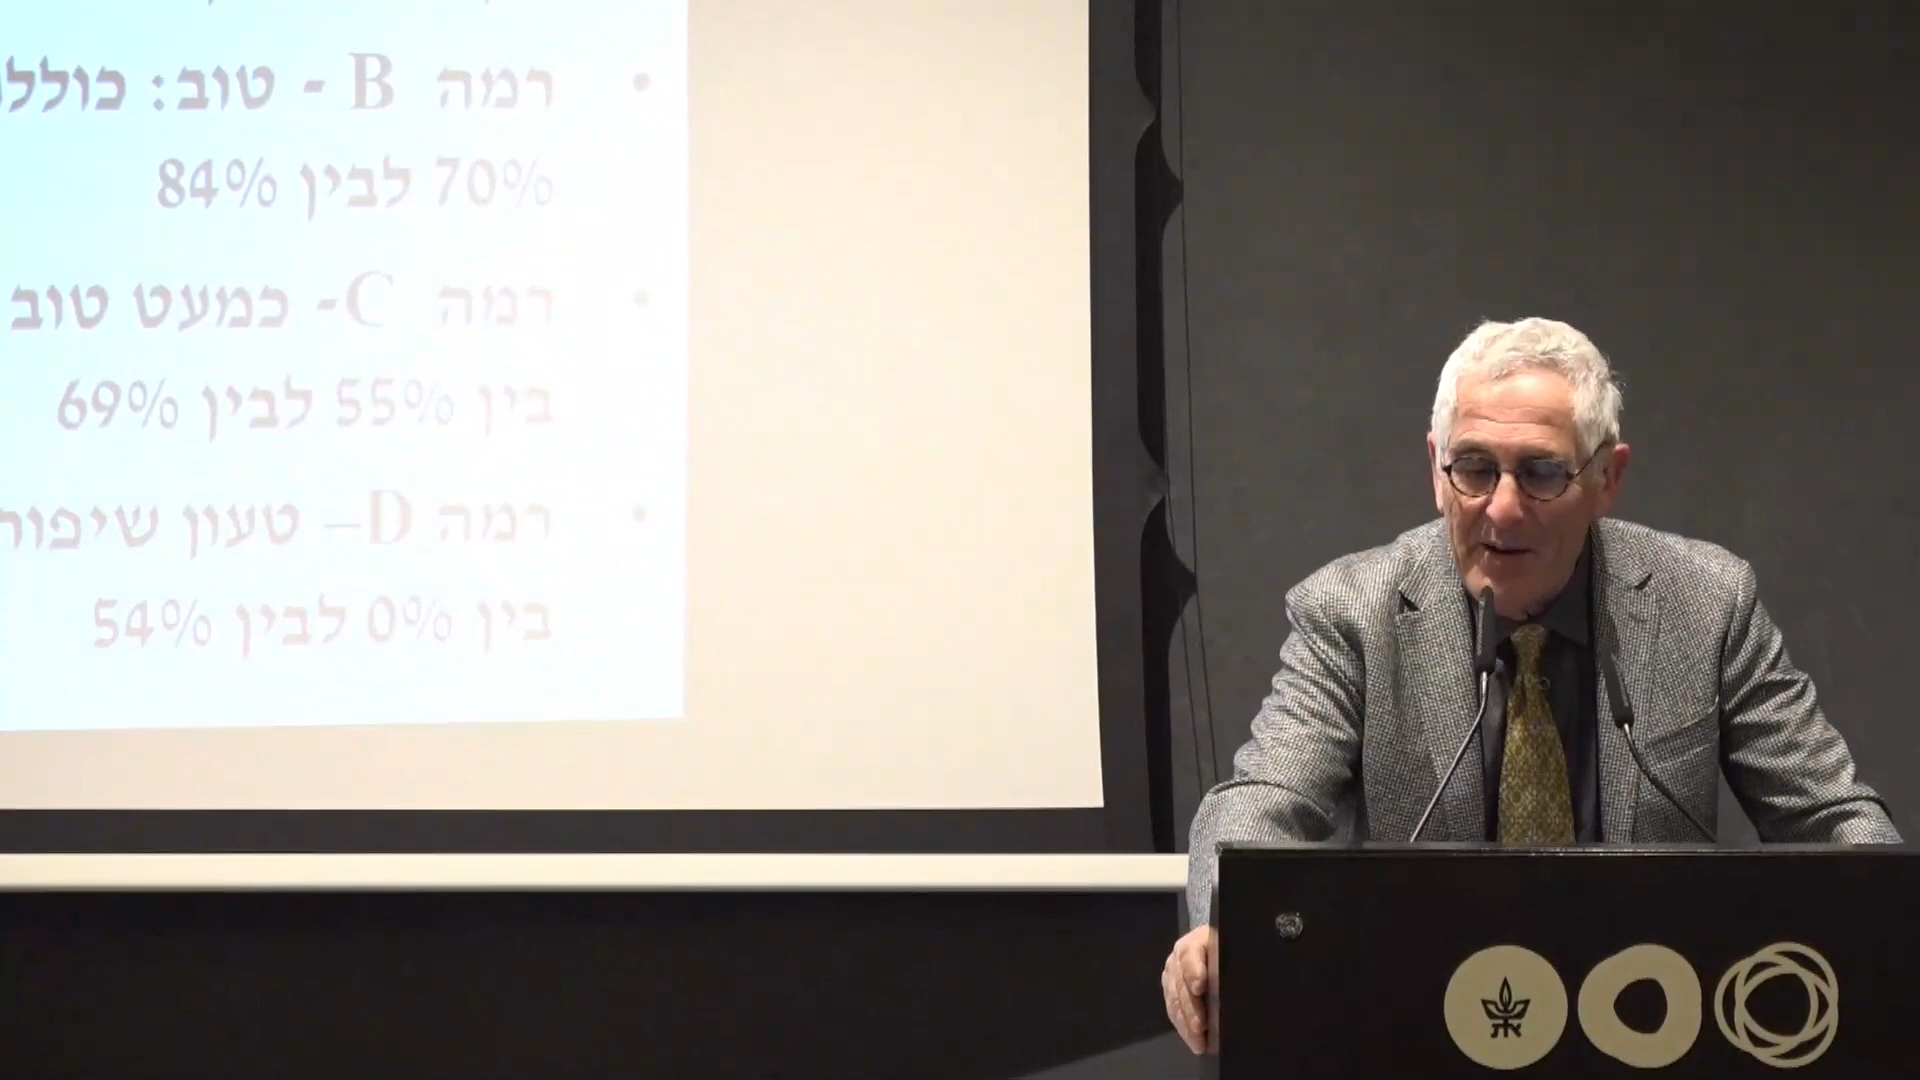 • רמה B - טוב: כולל
70% לבין 84%
• רמה C- כמעט טוב
בין 55% לבין 69%
• רמה D– טעון שיפור
בין 0% לבין 54%